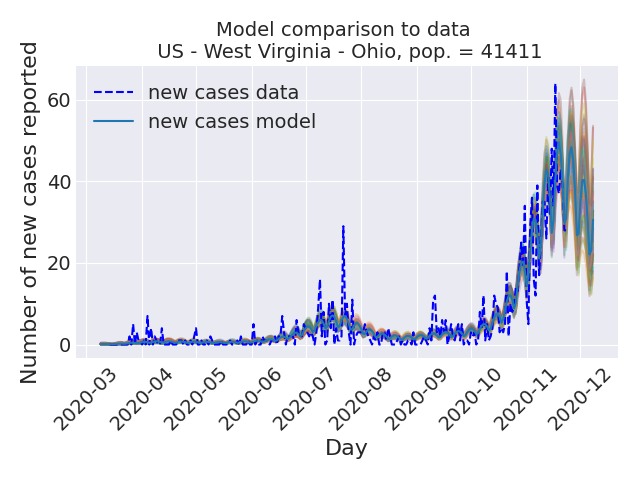 Model comparison to data
US - West Virginia - Ohio, pop. = 41411
Number of new cases reported
60
40
20
0
new cases data
new cases model
2020-03
2020-04
2020-05
2020-06
2020-07
2020-08
2020-09
2020-10
2020-11
2020-12
Day